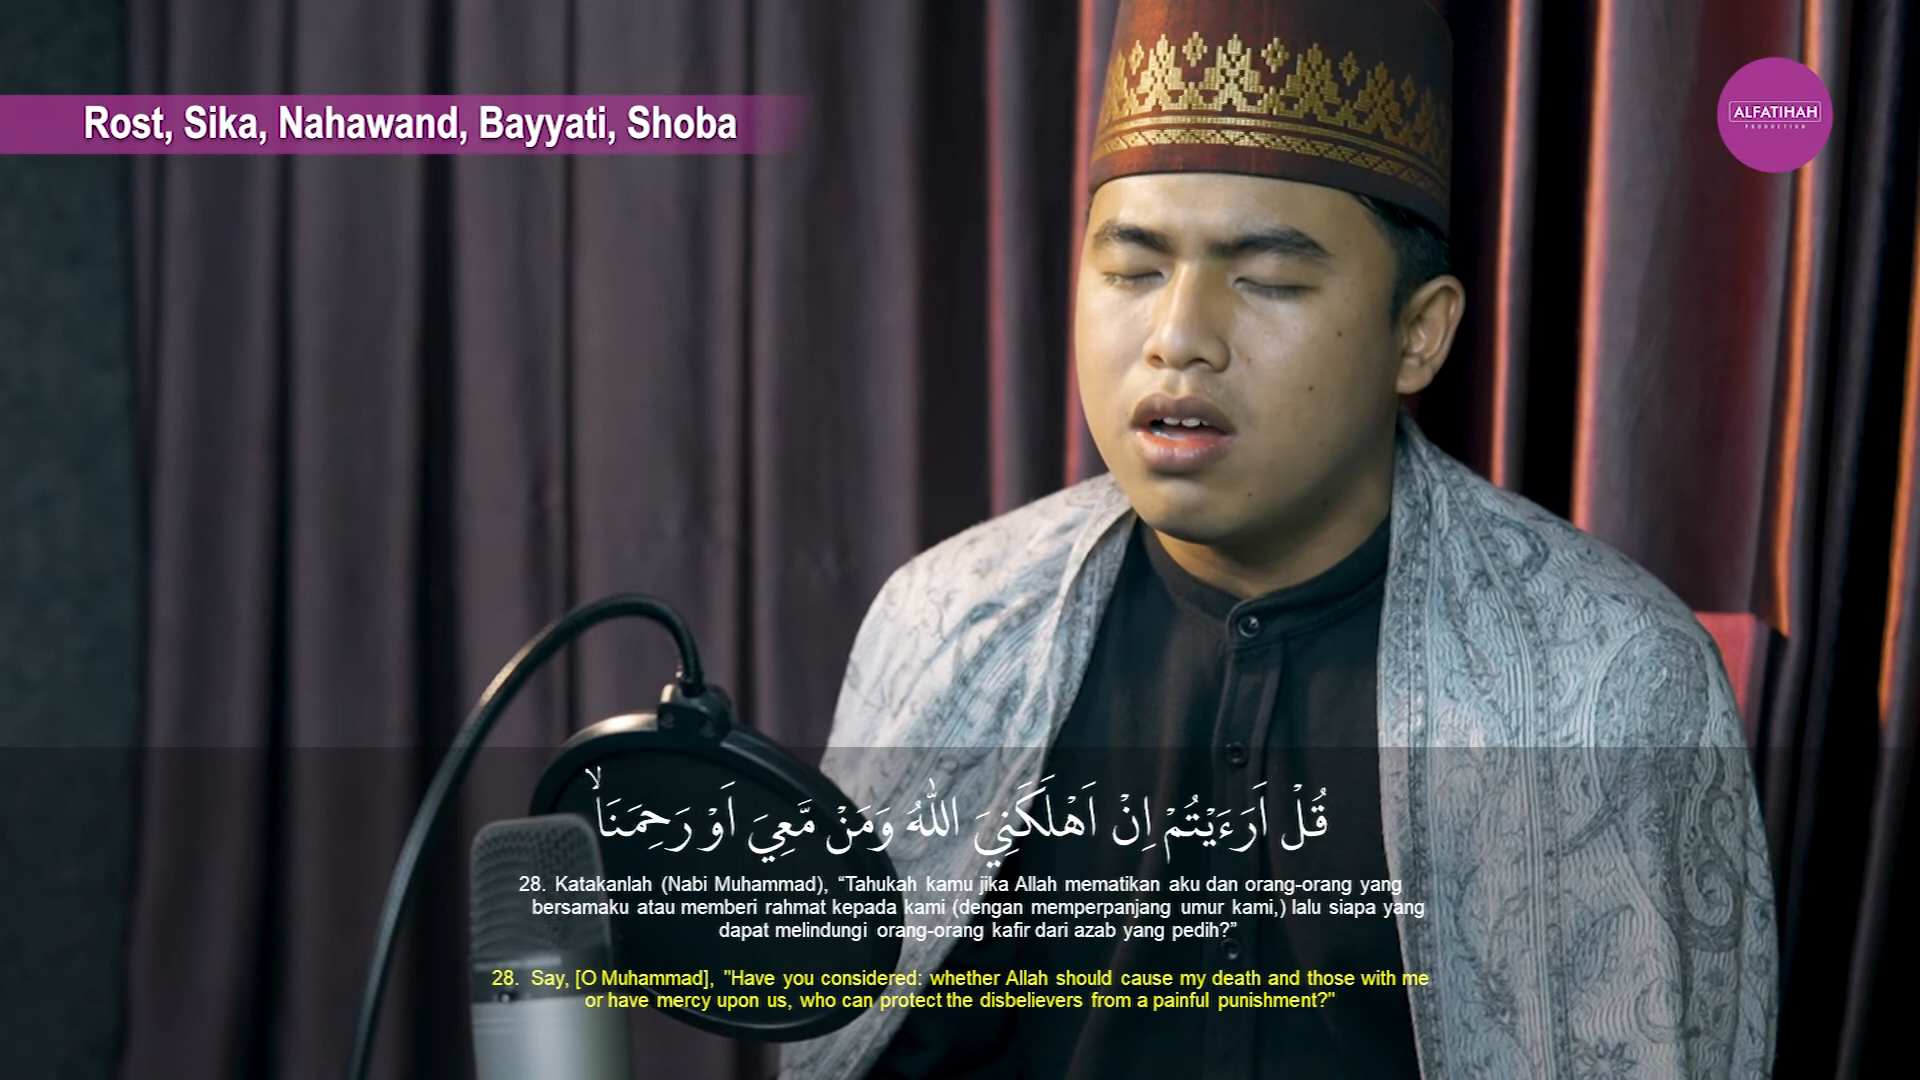 Rost, Sika, Nahawand, Bayyati, Shoba
ALFATIHAH
PRODUCTION
قُلْ اَرَءَيْتُمْ اِنْ اَهْلَكَنِيَ اللّٰهُ وَمَنْ مَّعِيَ اَوْ رَحِمَنَاۙ
28. Katakanlah (Nabi Muhammad), “Tahukah kamu jika Allah mematikan aku dan orang-orang yang
bersamaku atau memberi rahmat kepada kami (dengan memperpanjang umur kami,) lalu siapa yang
dapat melindungi orang-orang kafir dari azab yang pedih?”
28. Say, [O Muhammad], "Have you considered: whether Allah should cause my death and those with me
or have mercy upon us, who can protect the disbelievers from a painful punishment?"